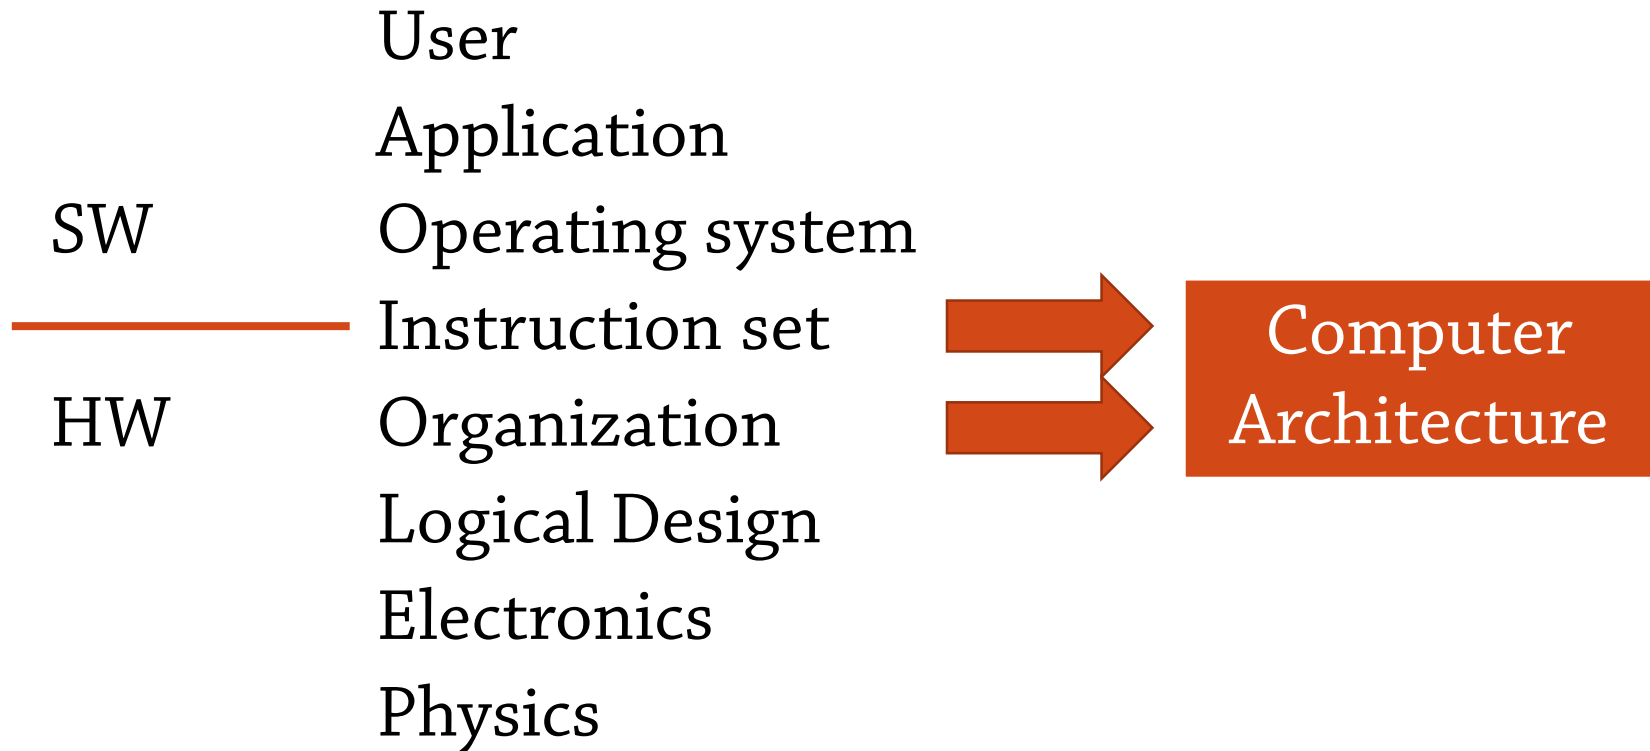 User
Application
SW
Operating system
Instruction set
HW
Organization
Logical Design
Electronics
Physics
Computer
Architecture